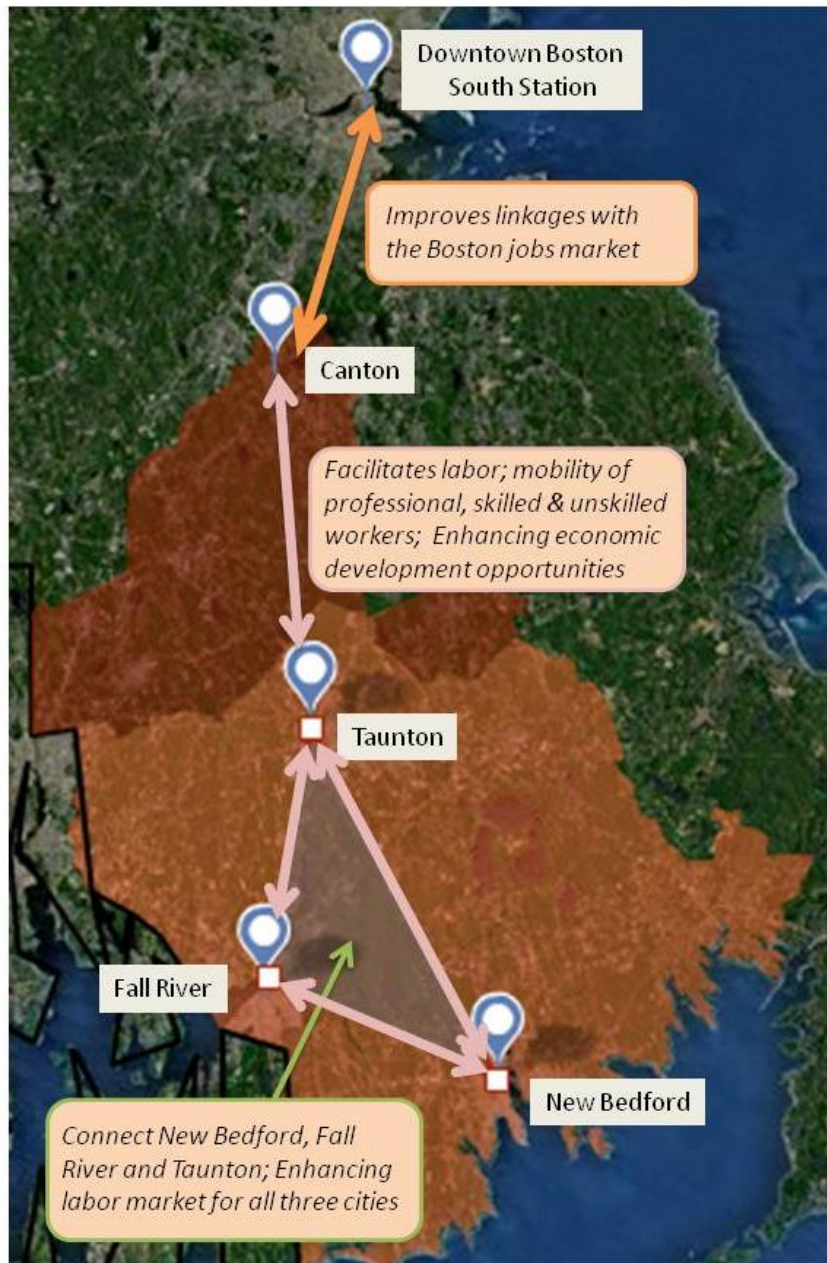 Downtown Boston
South Station
Improves linkages with
the Boston jobs market
Canton
Facilitates labor; mobility of
professional, skilled & unskilled
workers;  Enhancing economic
development opportunities
Taunton
Fall River
New Bedford
Connect New Bedford, Fall
River and Taunton; Enhancing
labor market for all three cities